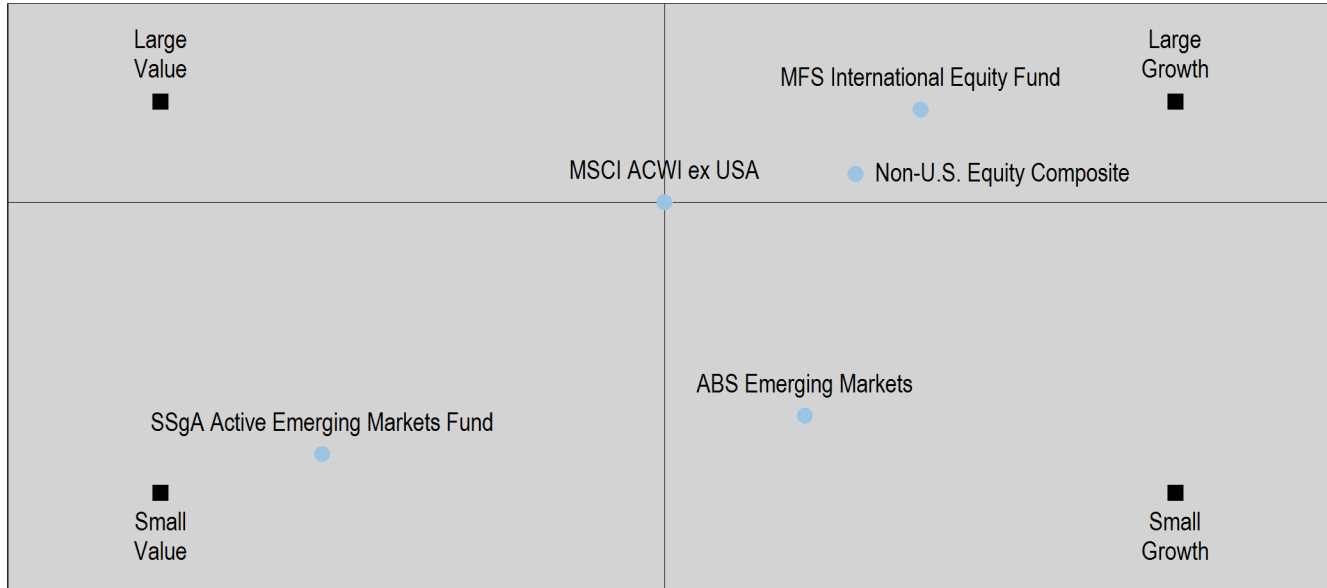 Large
Value
Large
Growth
MFS International Equity Fund
MSCI ACWI ex USA
Non-U.S. Equity Composite
ABS Emerging Markets
SSgA Active Emerging Markets Fund
Small
Value
Small
Growth